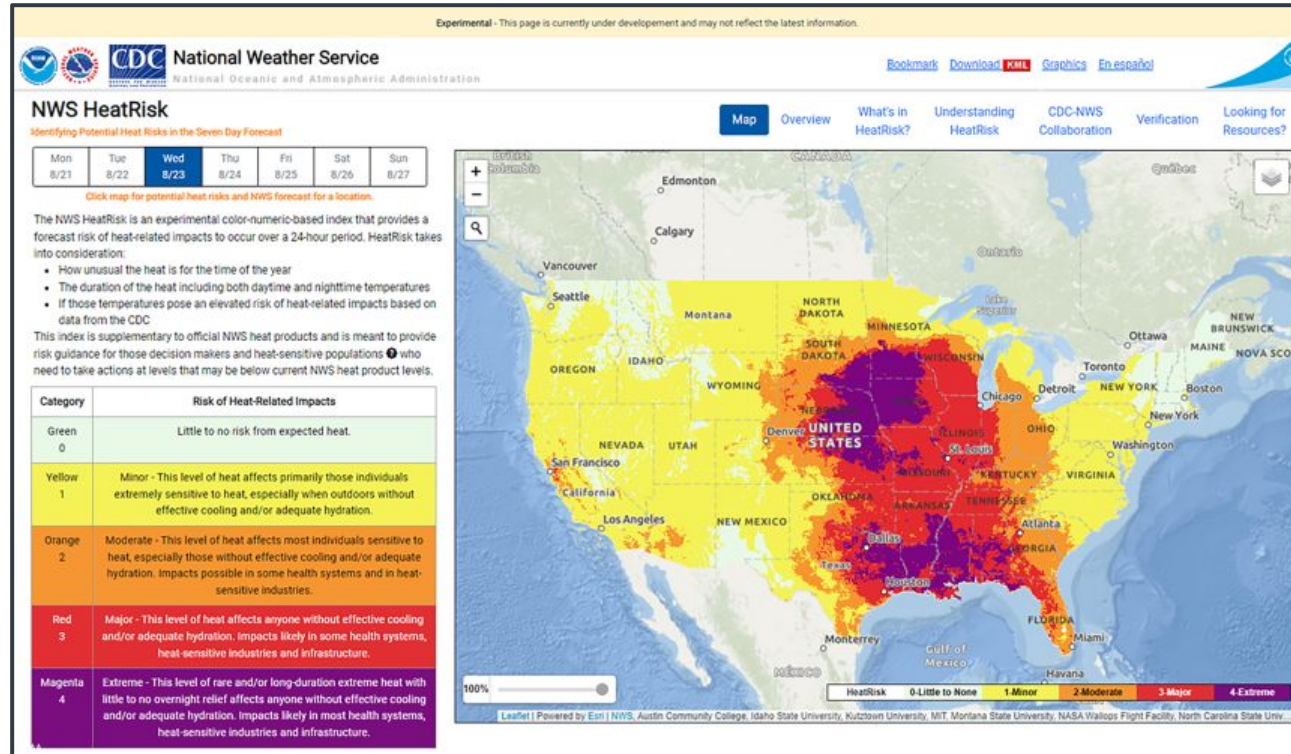 Experimental - This page is currently under developement and may not reflect the latest information.
CDC
National Weather Service
National Oceanic and Atmospheric Administration
Bookmark Download KML Graphics En español
NWS HeatRisk
Identifying Potential Heat Risks in the Seven Day Forecast
Map Overview What's in HeatRisk? Understanding HeatRisk CDC-NWS Collaboration Verification Looking for Resources?
Mon 8/21 Tue 8/22 Wed 8/23 Thu 8/24 Fri 8/25 Sat 8/26 Sun 8/27
Click map for potential heat risks and NWS forecast for a location.
The NWS HeatRisk is an experimental color-numeric-based index that provides a
forecast risk of heat-related impacts to occur over a 24-hour period. HeatRisk takes
into consideration:
• How unusual the heat is for the time of the year
• The duration of the heat including both daytime and nighttime temperatures
• If those temperatures pose an elevated risk of heat-related impacts based on
data from the CDC
This index is supplementary to official NWS heat products and is meant to provide
risk guidance for those decision makers and heat-sensitive populations ? who
need to take actions at levels that may be below current NWS heat product levels.
Category Risk of Heat-Related Impacts
Green 0 Little to no risk from expected heat.
Yellow 1 Minor - This level of heat affects primarily those individuals
extremely sensitive to heat, especially when outdoors without
effective cooling and/or adequate hydration.
Orange 2 Moderate - This level of heat affects most individuals sensitive to
heat, especially those without effective cooling and/or adequate
hydration. Impacts possible in some health systems and in heat-
sensitive industries.
Red 3 Major - This level of heat affects anyone without effective cooling
and/or adequate hydration. Impacts likely in some health systems,
heat-sensitive industries and infrastructure.
Magenta 4 Extreme - This level of rare and/or long-duration extreme heat with
little to no overnight relief affects anyone without effective cooling
and/or adequate hydration. Impacts likely in most health systems,
heat-sensitive industries and infrastructure.
+
−
British Columbia
CANADA
Québec
Edmonton
Calgary
Ontario
Vancouver
Seattle
Montana
NORTH DAKOTA
Lake Superior
MINNESOTA
Ottawa
NEW BRUNSWICK
MAINE
NOVA SCO
OREGON
IDAHO
SOUTH DAKOTA
WISCONSIN
Toronto
WYOMING
Detroit
NEW YORK
Boston
Chicago
New York
NEVADA
UTAH
Denver
UNITED STATES
ILLINOIS
OHIO
Washington
San Francisco
St. Louis
California
MISSOURI
KENTUCKY
VIRGINIA
Los Angeles
NEW MEXICO
OKLAHOMA
ARKANSAS
TENNESSEE
Atlanta
Dallas
GEORGIA
Texas
Houston
FLORIDA
Monterrey
Miami
Gulf of Mexico
MÉXICO
Havana
100%
HeatRisk 0-Little to None 1-Minor 2-Moderate 3-Major 4-Extreme
Leaflet | Powered by Esri | NWS, Austin Community College, Idaho State University, Kutztown University, MIT, Montana State University, NASA Wallops Flight Facility, North Carolina State Univ...